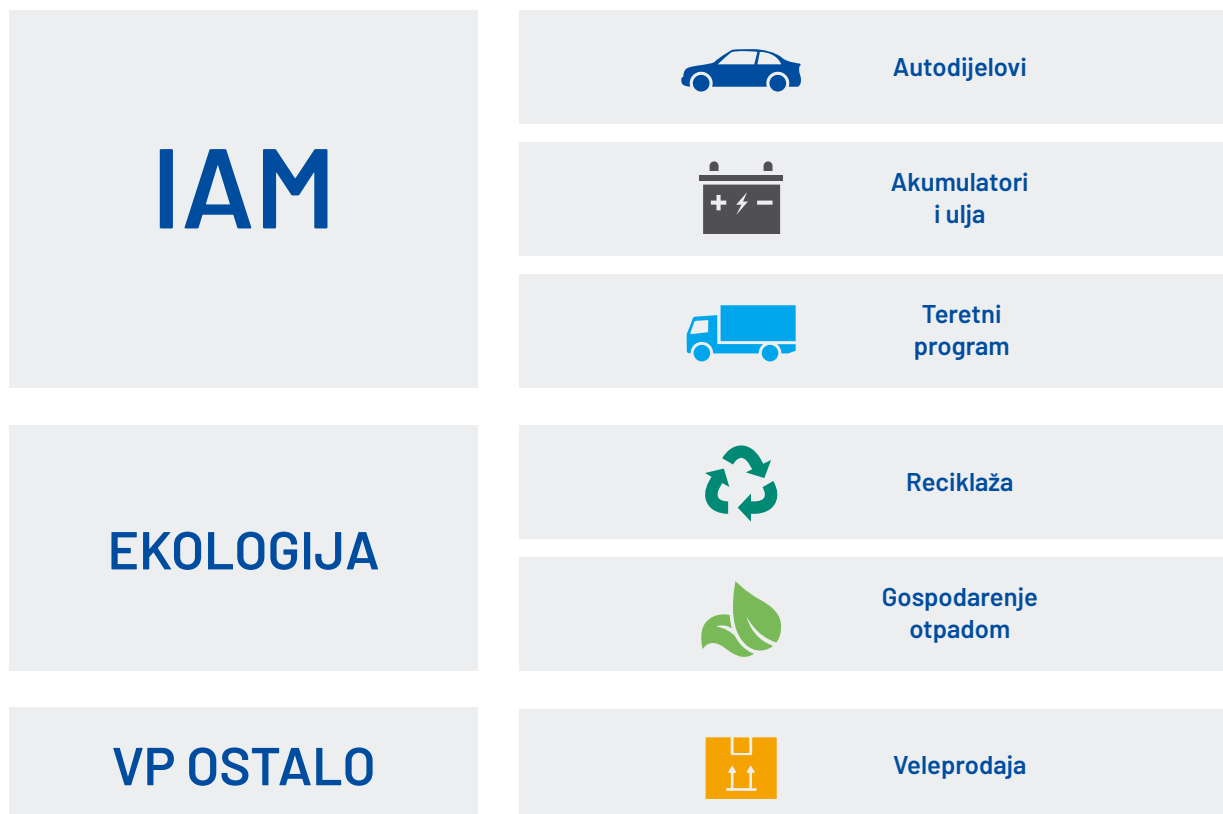 IAM
Autodijelovi
Akumulatori
i ulja
Teretni
program
EKOLOGIJA
Reciklaža
Gospodarenje
otpadom
VP OSTALO
Veleprodaja